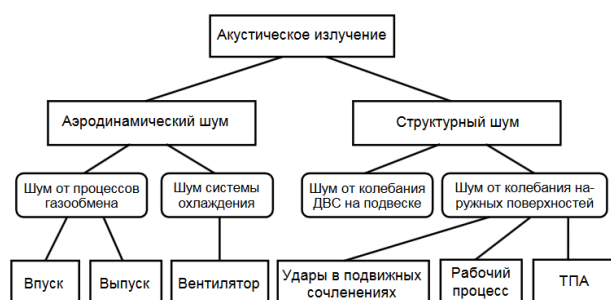 Акустическое излучение
Аэродинамический шум
Структурный шум
Шум от процессов
газообмена
Шум системы
охлаждения
Шум от колебания
ДВС на подвеске
Шум от колебания на-
ружных поверхностей
Впуск
Выпуск
Вентилятор
Удары в подвижных
сочленениях
Рабочий
процесс
ТПА